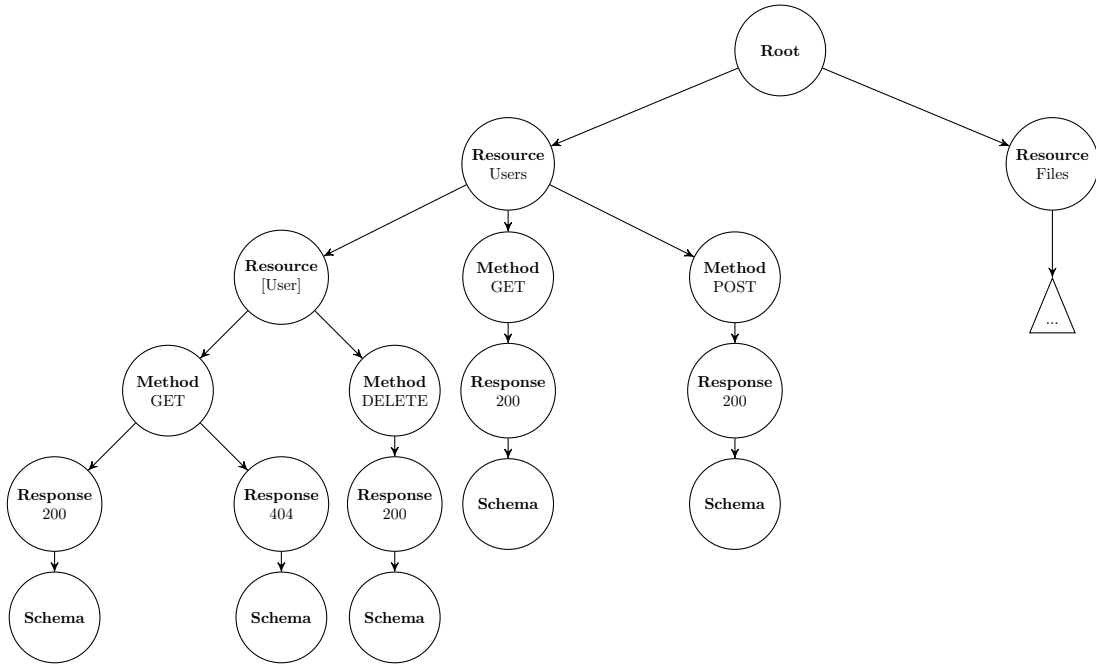 Root
Resource
Users
Resource
Files
Resource
[User]
Method
GET
Method
POST
...
Method
GET
Method
DELETE
Response
200
Response
200
Response
200
Response
404
Response
200
Schema
Schema
Schema
Schema
Schema